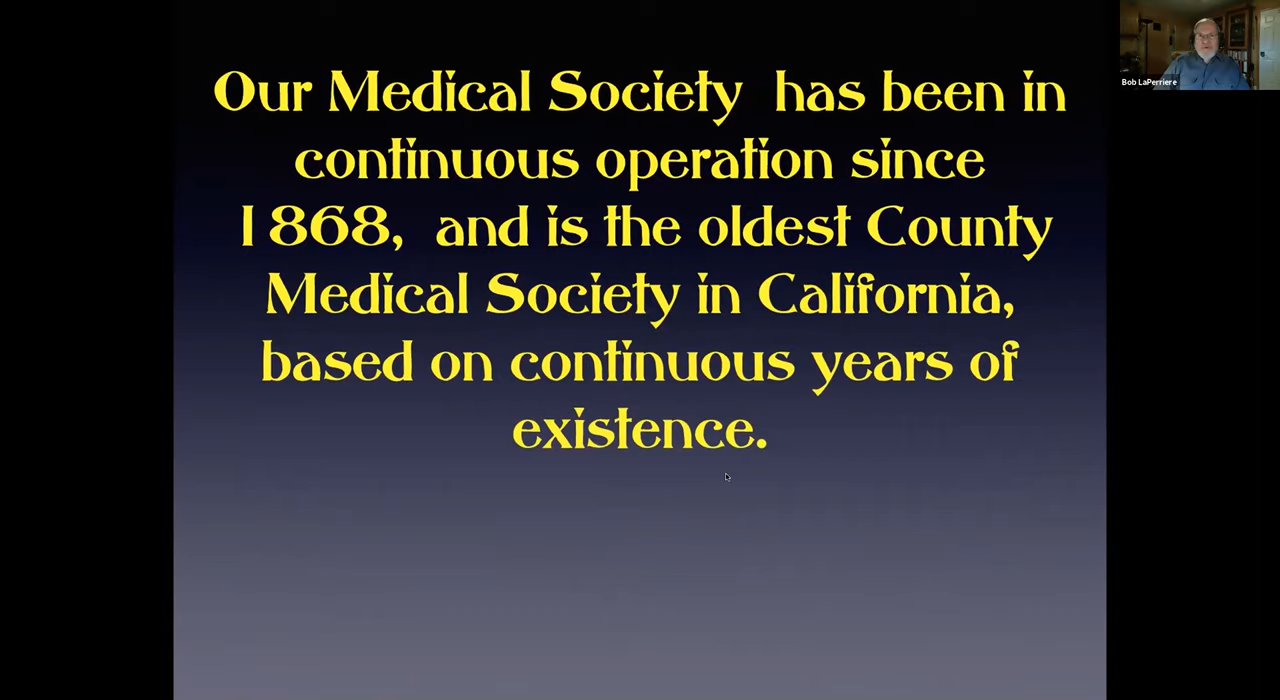 Our Medical Society has been in
continuous operation since
1868, and is the oldest County
Medical Society in California,
based on continuous years of
existence.
Bob LaPerriere